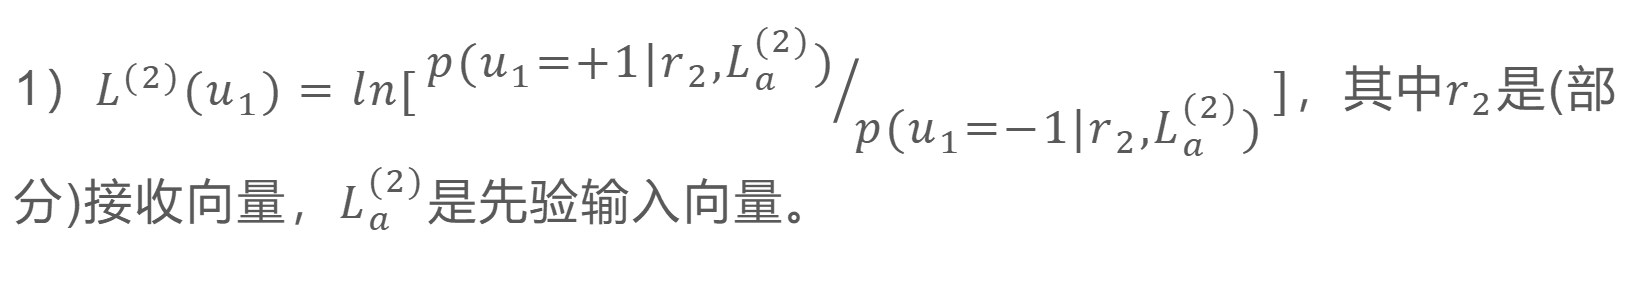 1) L^{(2)}(u_1) = ln[ p(u_1=+1|r_2,L_a^{(2)}) / p(u_1=−1|r_2,L_a^{(2)}) ]，其中r_2是(部
分)接收向量，L_a^{(2)}是先验输入向量。